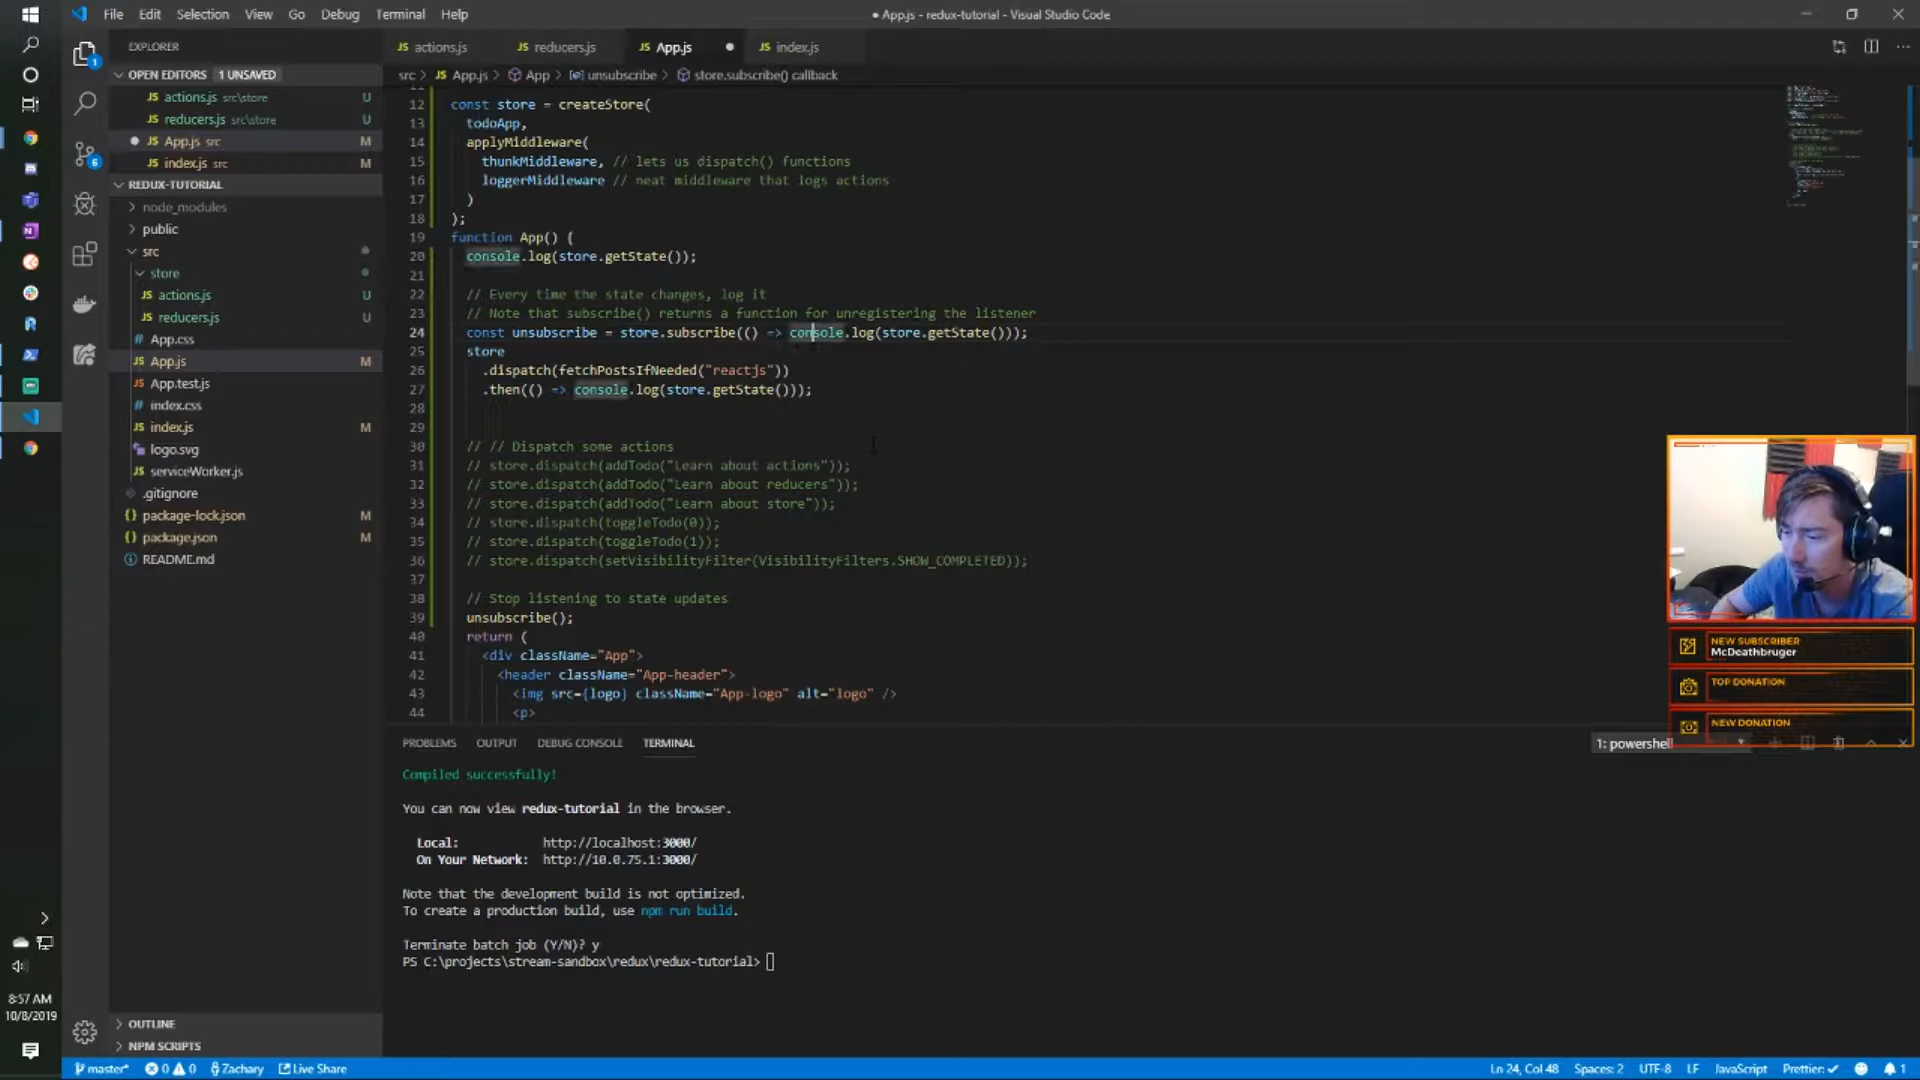 File Edit Selection View Go Debug Terminal Help
● App.js - redux-tutorial - Visual Studio Code
EXPLORER
OPEN EDITORS 1 UNSAVED
JS actions.js src\store U
JS reducers.js src\store U
● JS App.js src M
JS index.js src M
REDUX-TUTORIAL
node_modules
public
src
store
JS actions.js U
JS reducers.js U
# App.css
JS App.js M
JS App.test.js
# index.css
JS index.js M
logo.svg
JS serviceWorker.js
.gitignore
{} package-lock.json M
{} package.json M
README.md
OUTLINE
NPM SCRIPTS
JS actions.js JS reducers.js JS App.js ● JS index.js
src > JS App.js > App > unsubscribe > store.subscribe() callback
12 const store = createStore(
13 todoApp,
14 applyMiddleware(
15 thunkMiddleware, // lets us dispatch() functions
16 loggerMiddleware // neat middleware that logs actions
17 )
18 );
19 function App() {
20 console.log(store.getState());
21
22 // Every time the state changes, log it
23 // Note that subscribe() returns a function for unregistering the listener
24 const unsubscribe = store.subscribe(() => console.log(store.getState()));
25 store
26 .dispatch(fetchPostsIfNeeded("reactjs"))
27 .then(() => console.log(store.getState()));
28
29
30 // // Dispatch some actions
31 // store.dispatch(addTodo("Learn about actions"));
32 // store.dispatch(addTodo("Learn about reducers"));
33 // store.dispatch(addTodo("Learn about store"));
34 // store.dispatch(toggleTodo(0));
35 // store.dispatch(toggleTodo(1));
36 // store.dispatch(setVisibilityFilter(VisibilityFilters.SHOW_COMPLETED));
37
38 // Stop listening to state updates
39 unsubscribe();
40 return (
41 <div className="App">
42 <header className="App-header">
43 <img src={logo} className="App-logo" alt="logo" />
44 <p>
NEW SUBSCRIBER
McDeathbruger
TOP DONATION
NEW DONATION
PROBLEMS OUTPUT DEBUG CONSOLE TERMINAL
1: powershell
Compiled successfully!
You can now view redux-tutorial in the browser.
Local: http://localhost:3000/
On Your Network: http://10.0.75.1:3000/
Note that the development build is not optimized.
To create a production build, use npm run build.
Terminate batch job (Y/N)? y
PS C:\projects\stream-sandbox\redux\redux-tutorial>
8:57 AM
10/8/2019
master* 0 0 Zachary Live Share
Ln 24, Col 48 Spaces: 2 UTF-8 LF JavaScript Prettier: ✓ 1